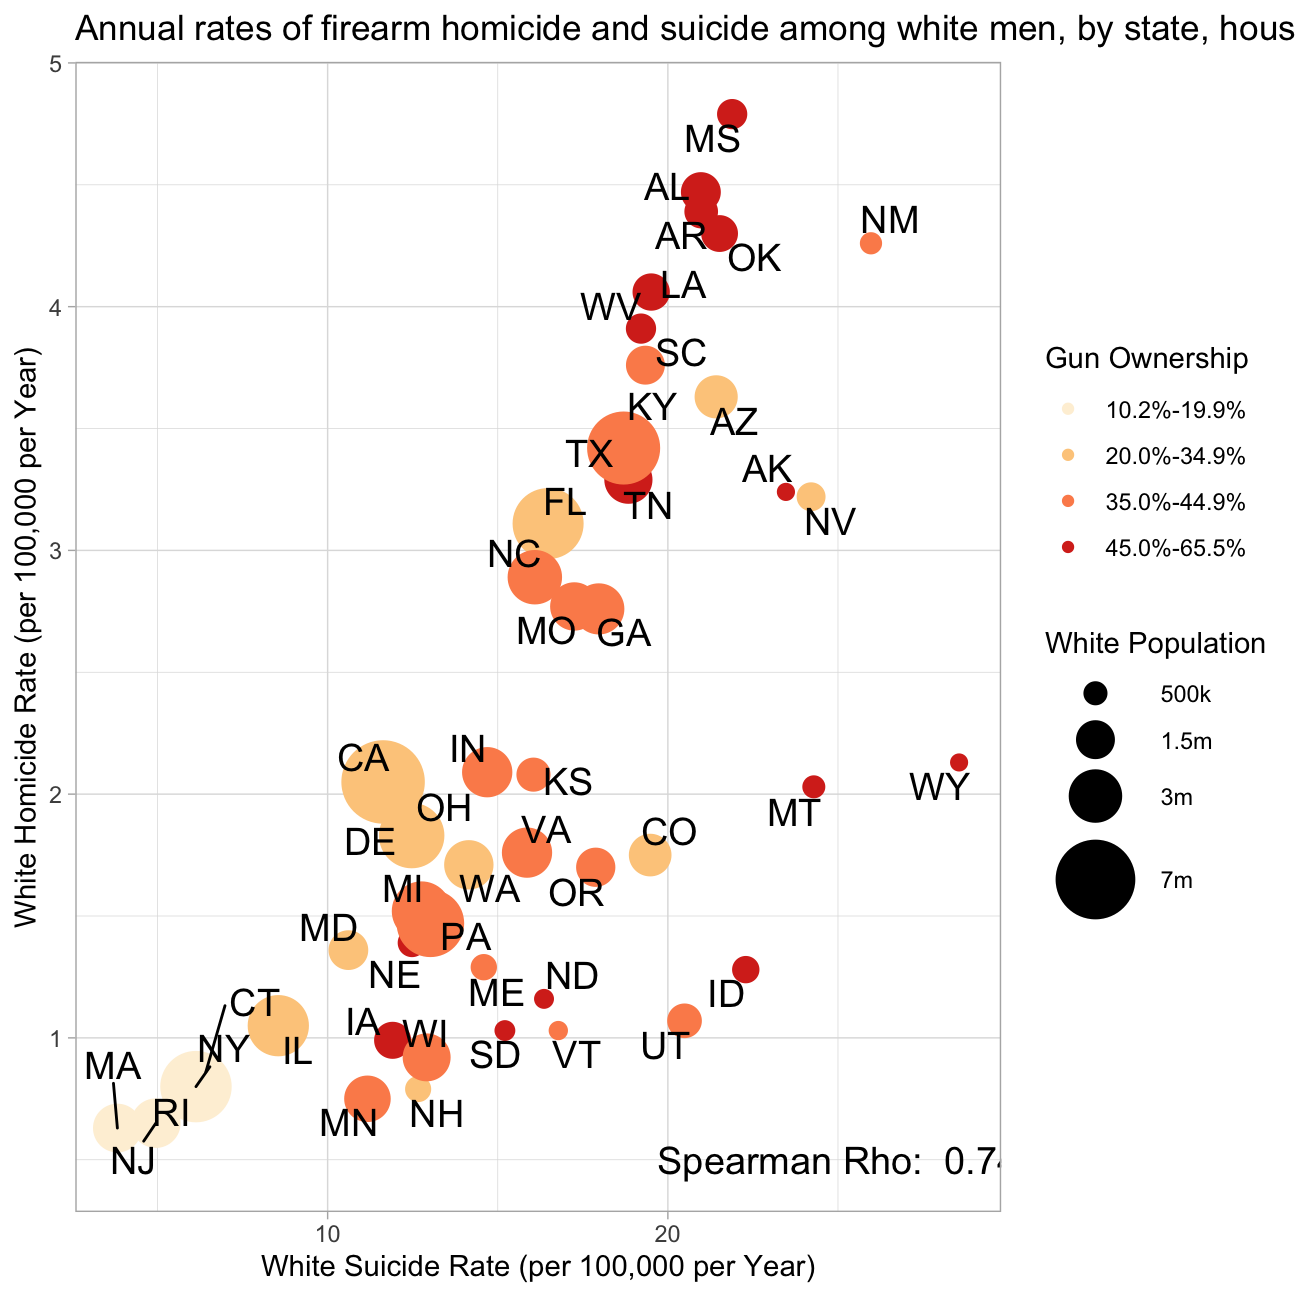 Annual rates of firearm homicide and suicide among white men, by state, hous
White Homicide Rate (per 100,000 per Year)
5
4
3
2
1
MS
AL
NM
AR
OK
LA
WV
SC
KY
AZ
TX
AK
FL
TN
NV
NC
MO
GA
IN
CA
KS
WY
OH
MT
VA
CO
DE
MI
WA
OR
MD
PA
NE
ND
ME
ID
CT
IA
WI
NY
IL
SD
VT
UT
MA
RI
NH
MN
NJ
Spearman Rho: 0.74
10
20
White Suicide Rate (per 100,000 per Year)
Gun Ownership
10.2%-19.9%
20.0%-34.9%
35.0%-44.9%
45.0%-65.5%
White Population
500k
1.5m
3m
7m